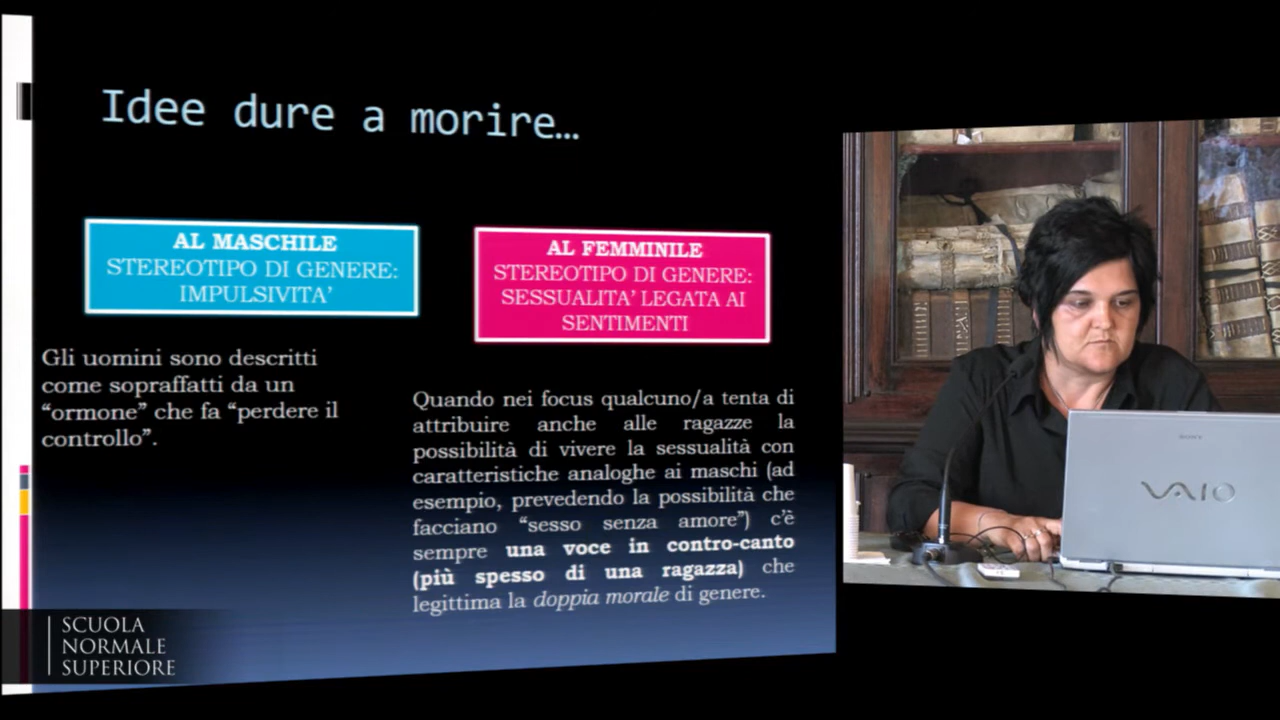 Idee dure a morire…
AL MASCHILE
STEREOTIPO DI GENERE:
IMPULSIVITA’
AL FEMMINILE
STEREOTIPO DI GENERE:
SESSUALITA’ LEGATA AI
SENTIMENTI
Gli uomini sono descritti
come sopraffatti da un
“ormone” che fa “perdere il
controllo”.
Quando nei focus qualcuno/a tenta di
attribuire anche alle ragazze la
possibilità di vivere la sessualità con
caratteristiche analoghe ai maschi (ad
esempio, prevedendo la possibilità che
facciano “sesso senza amore”) c’è
sempre una voce in contro-canto
(più spesso di una ragazza) che
legittima la doppia morale di genere.
SONY
VAIO
SCUOLA
NORMALE
SUPERIORE